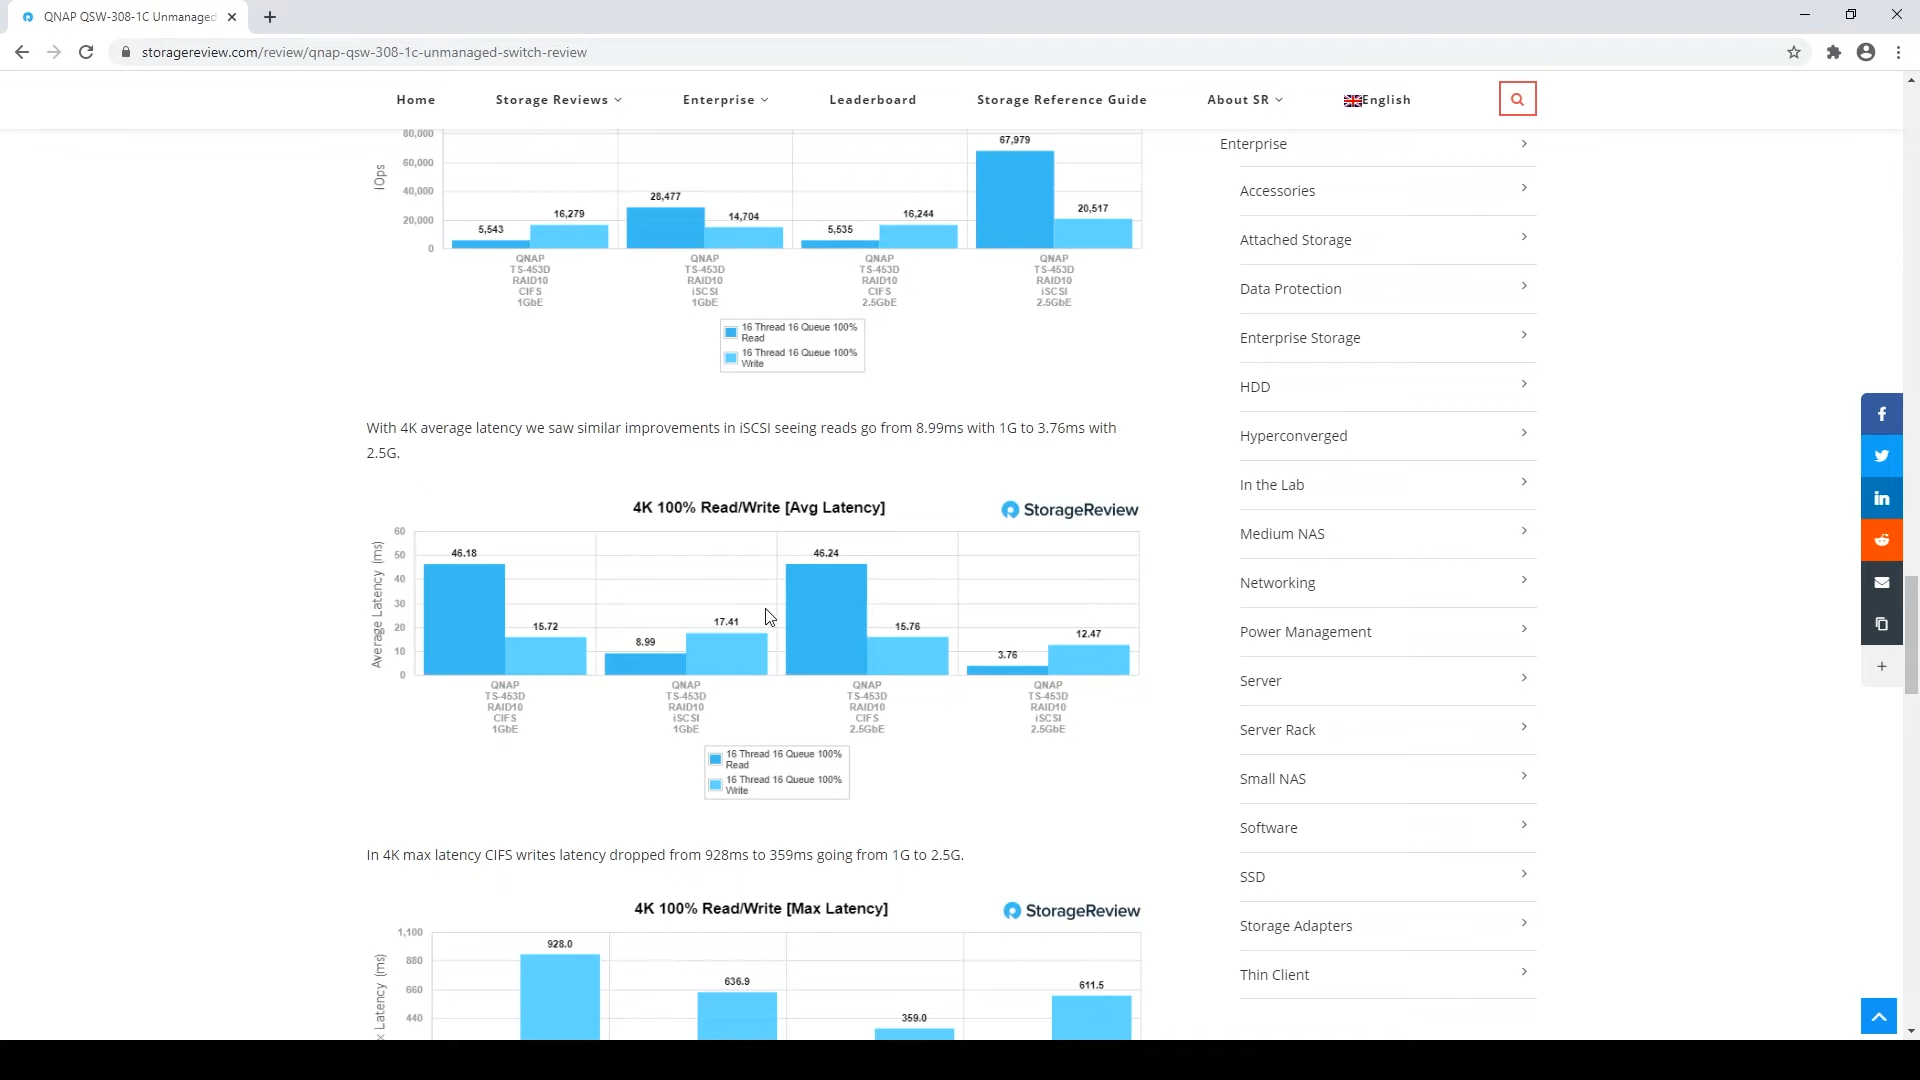 QNAP QSW-308-1C Unmanaged
storagereview.com/review/qnap-qsw-308-1c-unmanaged-switch-review
Home Storage Reviews Enterprise Leaderboard Storage Reference Guide About SR English
80,000
60,000
40,000
20,000
0
IOps
5,543
16,279
28,477
14,704
5,535
16,244
67,979
20,517
QNAP
TS-453D
RAID10
CIFS
1GbE
QNAP
TS-453D
RAID10
iSCSI
1GbE
QNAP
TS-453D
RAID10
CIFS
2.5GbE
QNAP
TS-453D
RAID10
iSCSI
2.5GbE
16 Thread 16 Queue 100%
Read
16 Thread 16 Queue 100%
Write
With 4K average latency we saw similar improvements in iSCSI seeing reads go from 8.99ms with 1G to 3.76ms with
2.5G.
4K 100% Read/Write [Avg Latency]
StorageReview
Average Latency (ms)
60
50
40
30
20
10
0
46.18
15.72
8.99
17.41
46.24
15.76
3.76
12.47
QNAP
TS-453D
RAID10
CIFS
1GbE
QNAP
TS-453D
RAID10
iSCSI
1GbE
QNAP
TS-453D
RAID10
CIFS
2.5GbE
QNAP
TS-453D
RAID10
iSCSI
2.5GbE
16 Thread 16 Queue 100%
Read
16 Thread 16 Queue 100%
Write
In 4K max latency CIFS writes latency dropped from 928ms to 359ms going from 1G to 2.5G.
4K 100% Read/Write [Max Latency]
StorageReview
x Latency (ms)
1,100
880
660
440
928.0
636.9
359.0
611.5
Enterprise
Accessories
Attached Storage
Data Protection
Enterprise Storage
HDD
Hyperconverged
In the Lab
Medium NAS
Networking
Power Management
Server
Server Rack
Small NAS
Software
SSD
Storage Adapters
Thin Client